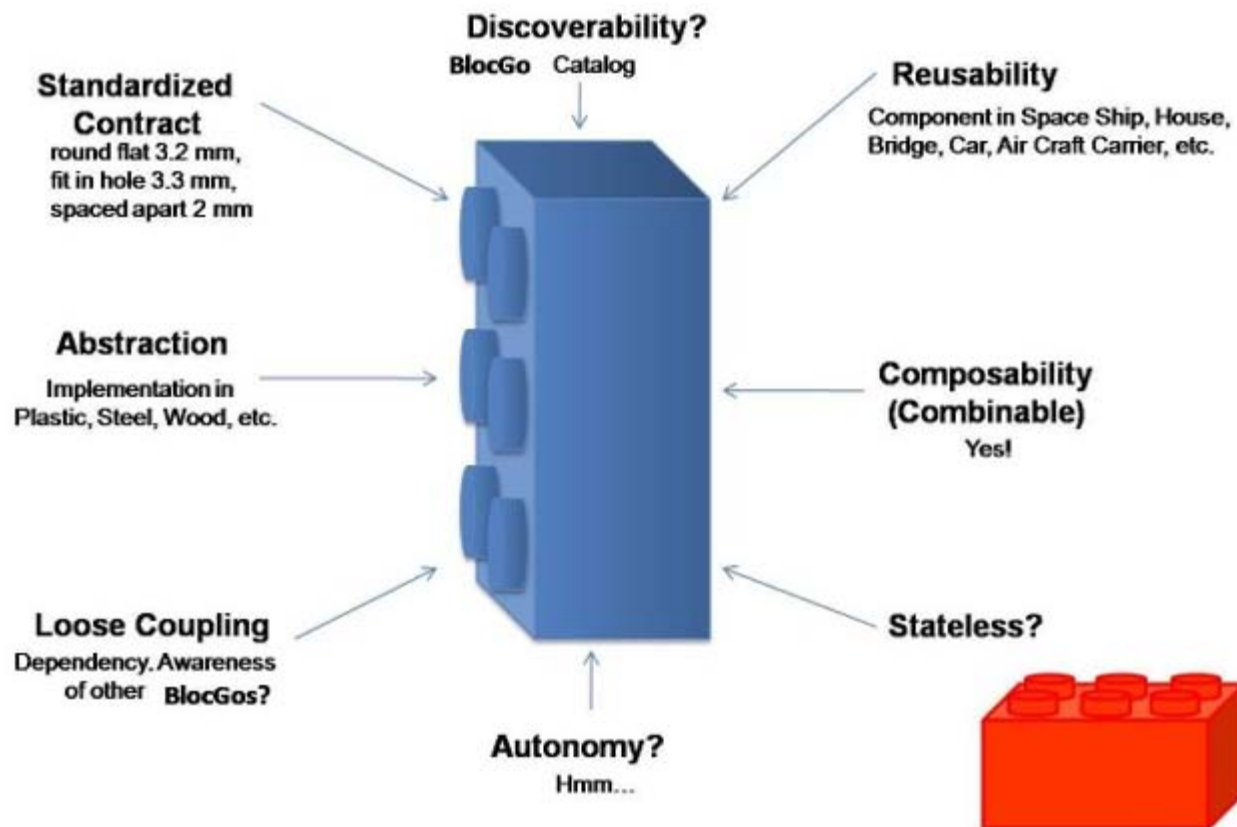 Discoverability?
BlocGo Catalog
Standardized
Contract
round flat 3.2 mm,
fit in hole 3.3 mm,
spaced apart 2 mm
Reusability
Component in Space Ship, House,
Bridge, Car, Air Craft Carrier, etc.
Abstraction
Implementation in
Plastic, Steel, Wood, etc.
Composability
(Combinable)
Yes!
Loose Coupling
Dependency. Awareness
of other BlocGos?
Stateless?
Autonomy?
Hmm...